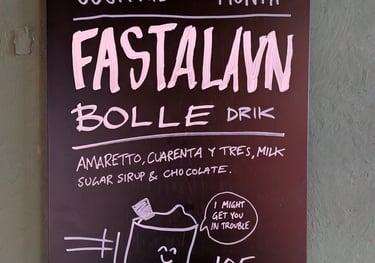 FASTALAVN
BOLLE DRIK
AMARETTO, CUARENTA Y TRES, MILK
SUGAR SIRUP & CHOCOLATE.
I MIGHT
GET YOU
IN TROUBLE